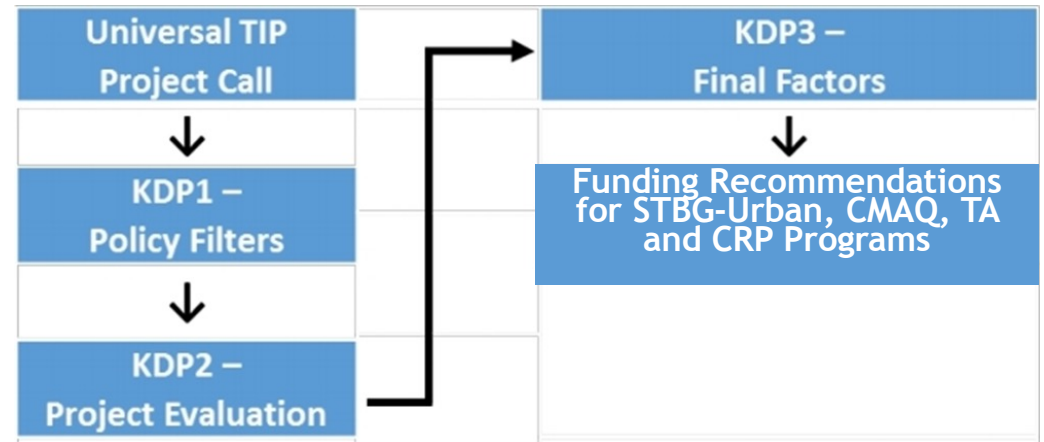 Universal TIP
Project Call
KDP1 –
Policy Filters
KDP2 –
Project Evaluation
KDP3 –
Final Factors
Funding Recommendations
for STBG-Urban, CMAQ, TA
and CRP Programs